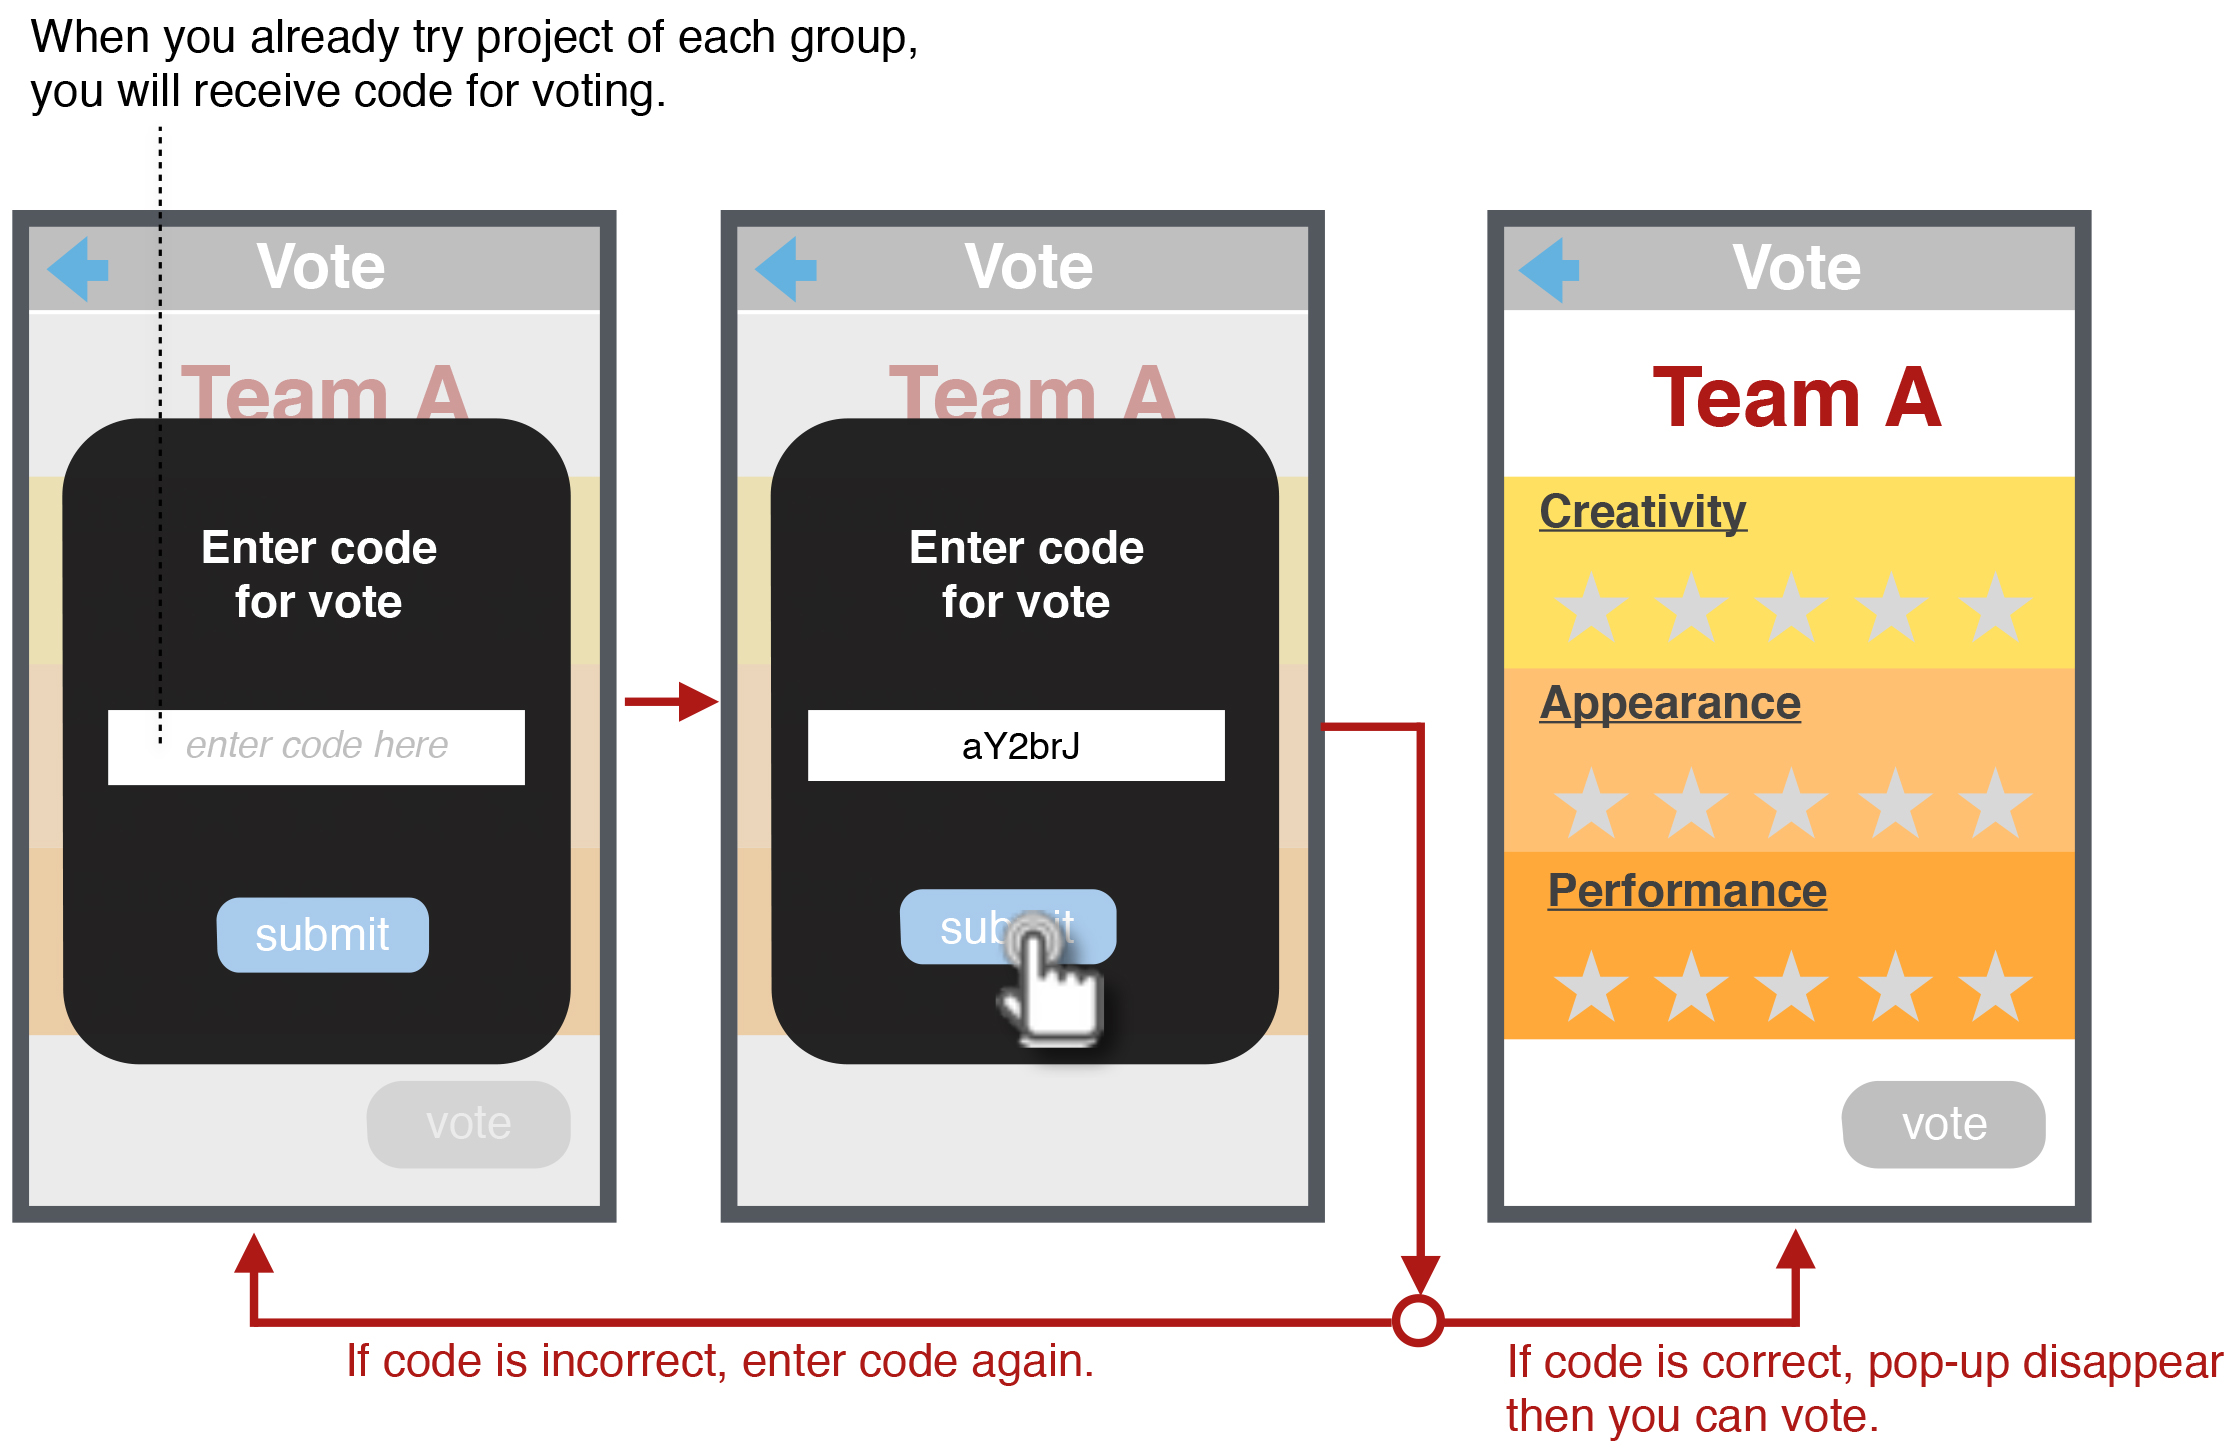 When you already try project of each group,
you will receive code for voting.
Vote
Team A
Enter code
for vote
enter code here
submit
vote
Vote
Team A
Enter code
for vote
aY2brJ
submit
Vote
Team A
Creativity
Appearance
Performance
vote
If code is incorrect, enter code again.
If code is correct, pop-up disappear
then you can vote.